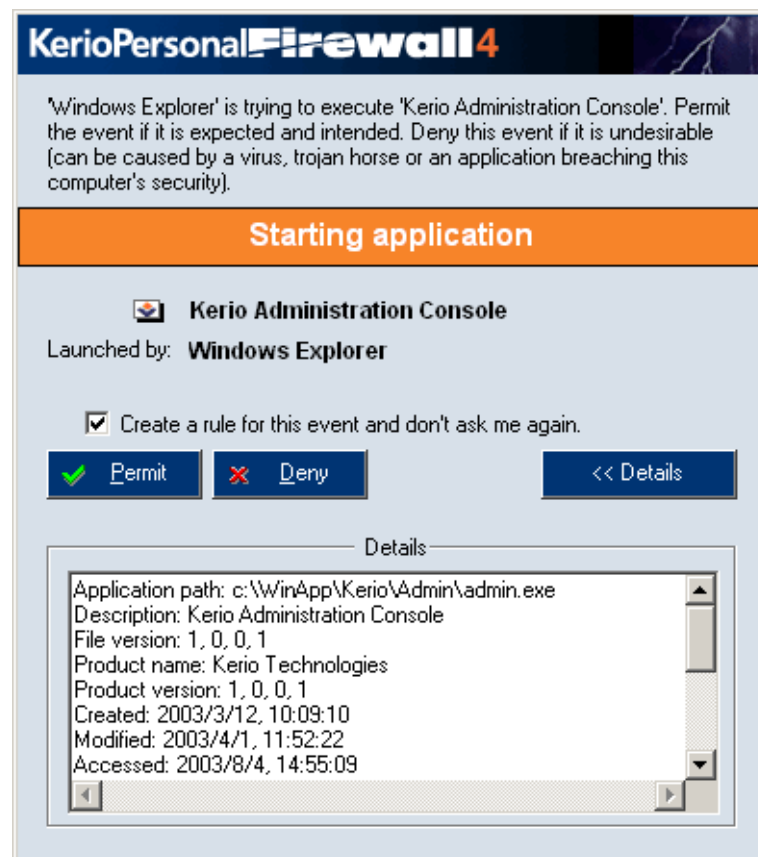 KerioPersonalFirewall4
'Windows Explorer' is trying to execute 'Kerio Administration Console'. Permit
the event if it is expected and intended. Deny this event if it is undesirable
(can be caused by a virus, trojan horse or an application breaching this
computer's security).
Starting application
Kerio Administration Console
Launched by: Windows Explorer
Create a rule for this event and don't ask me again.
Permit Deny << Details
Details
Application path: c:\WinApp\Kerio\Admin\admin.exe
Description: Kerio Administration Console
File version: 1, 0, 0, 1
Product name: Kerio Technologies
Product version: 1, 0, 0, 1
Created: 2003/3/12, 10:09:10
Modified: 2003/4/1, 11:52:22
Accessed: 2003/8/4, 14:55:09